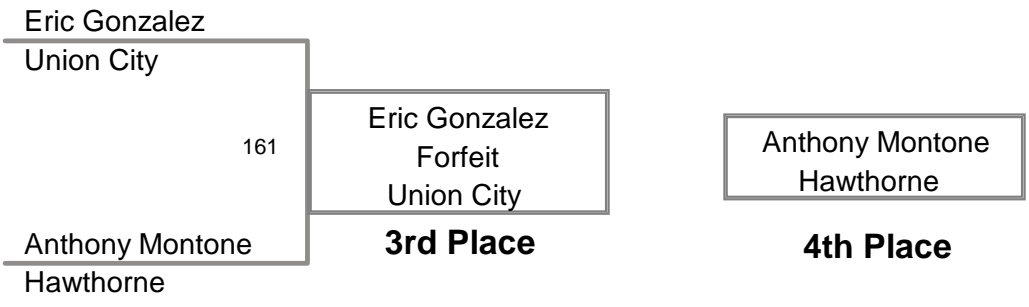 Eric Gonzalez
Union City
161
Anthony Montone
Hawthorne
Eric Gonzalez
Forfeit
Union City
3rd Place
Anthony Montone
Hawthorne
4th Place